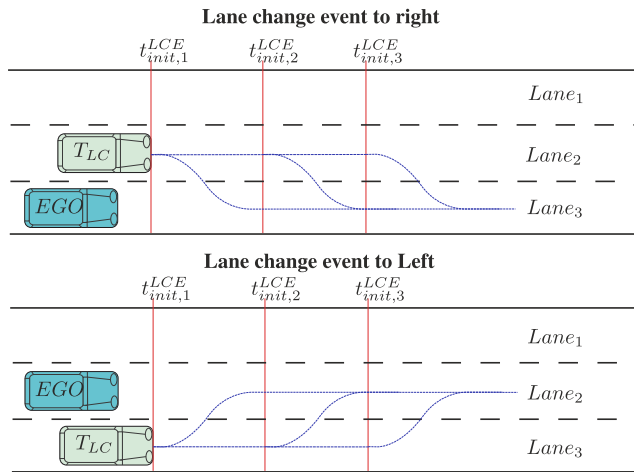 Lane change event to right
t^{LCE}_{init,1} t^{LCE}_{init,2} t^{LCE}_{init,3}
Lane_1
T_{LC} Lane_2
EGO Lane_3
Lane change event to Left
t^{LCE}_{init,1} t^{LCE}_{init,2} t^{LCE}_{init,3}
Lane_1
EGO Lane_2
T_{LC} Lane_3